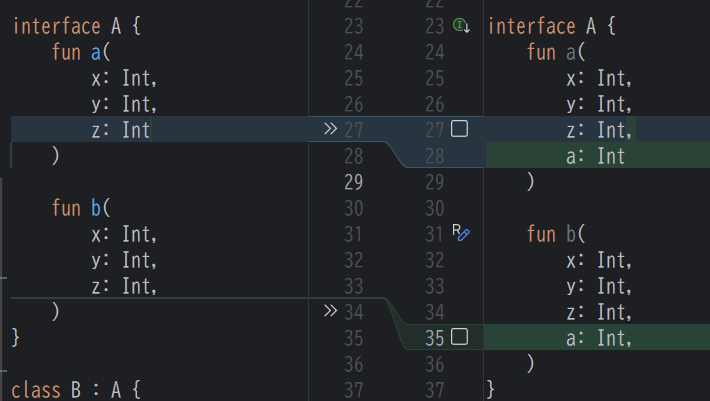 22 22
interface A { 23 23 interface A {
fun a( 24 24 fun a(
x: Int, 25 25 x: Int,
y: Int, 26 26 y: Int,
z: Int 27 27 z: Int,
) 28 28 a: Int
29 29 )
fun b( 30 30
x: Int, 31 31 fun b(
y: Int, 32 32 x: Int,
z: Int, 33 33 y: Int,
) 34 34 z: Int,
} 35 35 a: Int,
36 36 )
class B : A { 37 37 }